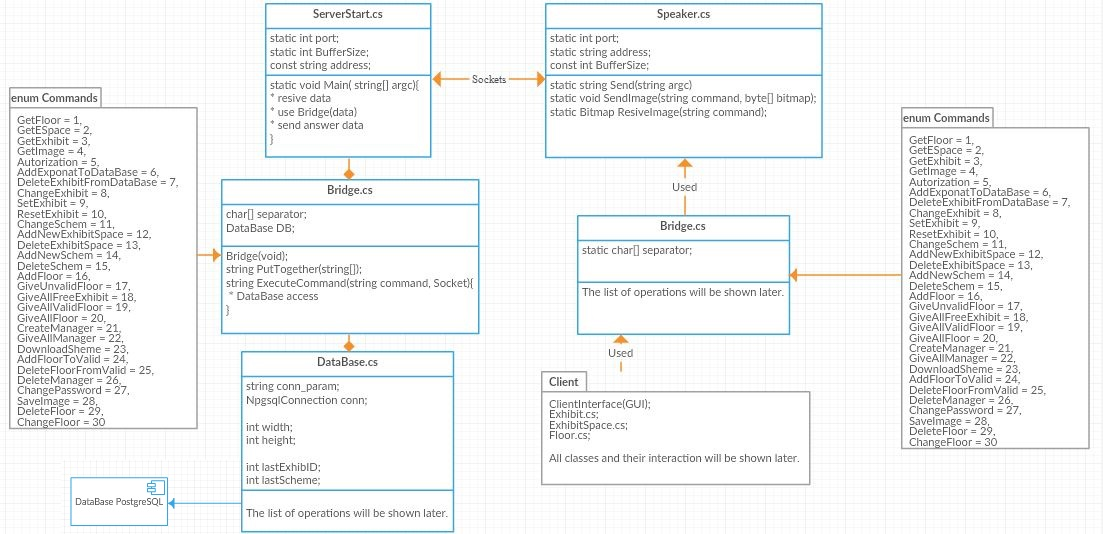 ServerStart.cs
static int port;
static int BufferSize;
const string address;
static void Main( string[] argc){
* resive data
* use Bridge(data)
* send answer data
}
Sockets
Speaker.cs
static int port;
static string address;
const int BufferSize;
static string Send(string argc)
static void SendImage(string command, byte[] bitmap);
static Bitmap ResiveImage(string command);
enum Commands
GetFloor = 1,
GetESpace = 2,
GetExhibit = 3,
GetImage = 4,
Autorization = 5,
AddExponatToDataBase = 6,
DeleteExhibitFromDataBase = 7,
ChangeExhibit = 8,
SetExhibit = 9,
ResetExhibit = 10,
ChangeSchem = 11,
AddNewExhibitSpace = 12,
DeleteExhibitSpace = 13,
AddNewSchem = 14,
DeleteSchem = 15,
AddFloor = 16,
GiveUnvalidFloor = 17,
GiveAllFreeExhibit = 18,
GiveAllValidFloor = 19,
GiveAllFloor = 20,
CreateManager = 21,
GiveAllManager = 22,
DownloadSheme = 23,
AddFloorToValid = 24,
DeleteFloorFromValid = 25,
DeleteManager = 26,
ChangePassword = 27,
SaveImage = 28,
DeleteFloor = 29,
ChangeFloor = 30
Bridge.cs
char[] separator;
DataBase DB;
Bridge(void);
string PutTogether(string[]);
string ExecuteCommand(string command, Socket){
* DataBase access
}
DataBase.cs
string conn_param;
NpgsqlConnection conn;
int width;
int height;
int lastExhibID;
int lastScheme;
The list of operations will be shown later.
DataBase PostgreSQL
Used
Bridge.cs
static char[] separator;
The list of operations will be shown later.
Used
Client
ClientInterface(GUI);
Exhibit.cs;
ExhibitSpace.cs;
Floor.cs;
All classes and their interaction will be shown later.
enum Commands
GetFloor = 1,
GetESpace = 2,
GetExhibit = 3,
GetImage = 4,
Autorization = 5,
AddExponatToDataBase = 6,
DeleteExhibitFromDataBase = 7,
ChangeExhibit = 8,
SetExhibit = 9,
ResetExhibit = 10,
ChangeSchem = 11,
AddNewExhibitSpace = 12,
DeleteExhibitSpace = 13,
AddNewSchem = 14,
DeleteSchem = 15,
AddFloor = 16,
GiveUnvalidFloor = 17,
GiveAllFreeExhibit = 18,
GiveAllValidFloor = 19,
GiveAllFloor = 20,
CreateManager = 21,
GiveAllManager = 22,
DownloadSheme = 23,
AddFloorToValid = 24,
DeleteFloorFromValid = 25,
DeleteManager = 26,
ChangePassword = 27,
SaveImage = 28,
DeleteFloor = 29,
ChangeFloor = 30